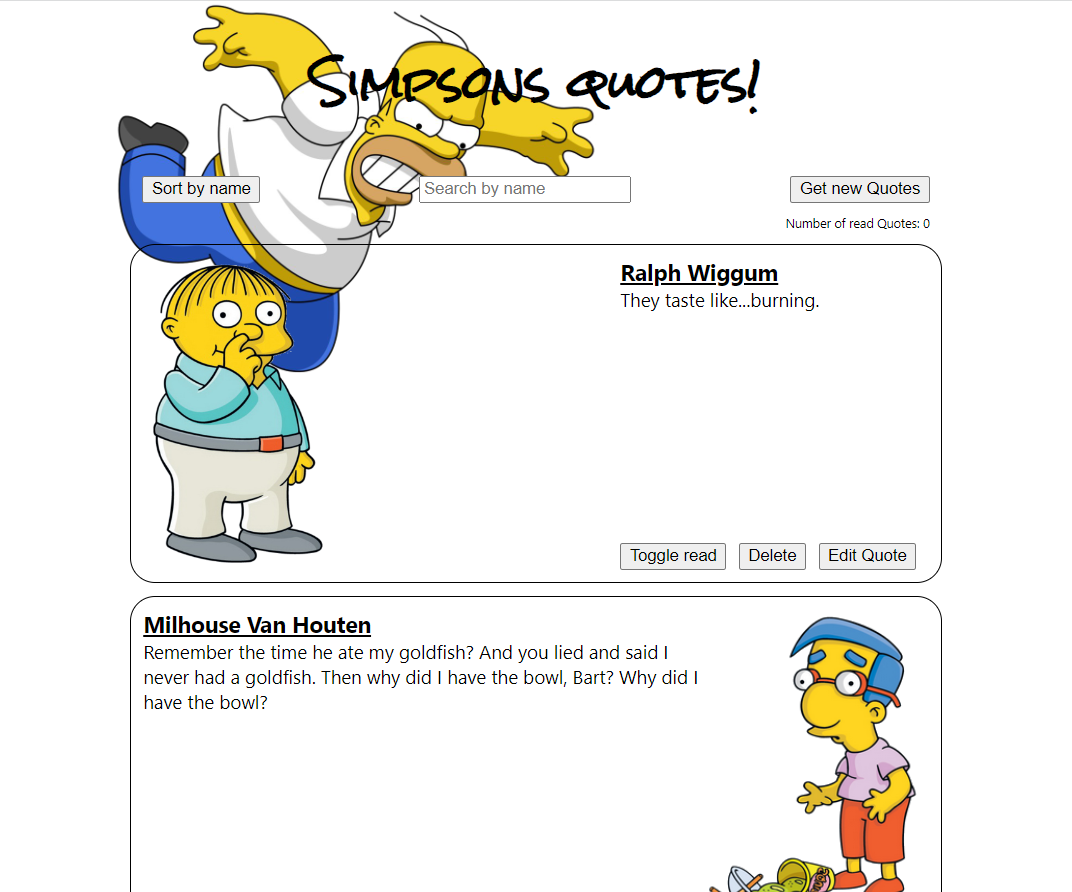 Simpsons quotes!
Sort by name
Search by name
Get new Quotes
Number of read Quotes: 0
Ralph Wiggum
They taste like...burning.
Toggle read
Delete
Edit Quote
Milhouse Van Houten
Remember the time he ate my goldfish? And you lied and said I
never had a goldfish. Then why did I have the bowl, Bart? Why did I
have the bowl?